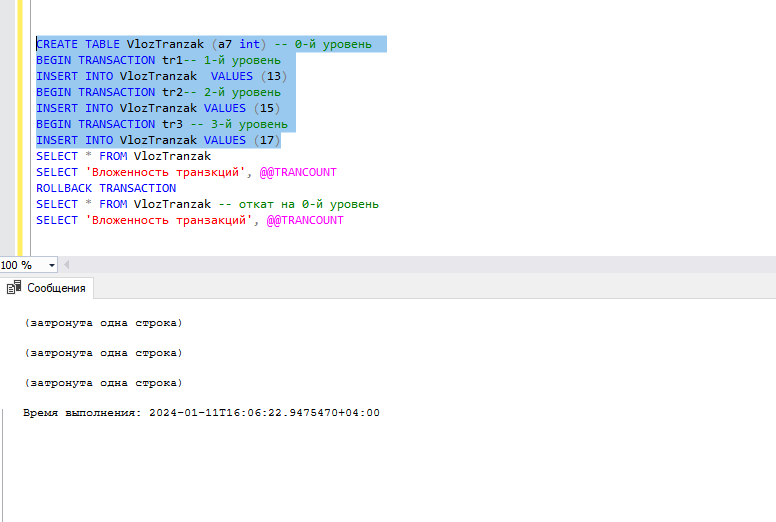 CREATE TABLE VlozTranzak (a7 int) -- 0-й уровень
BEGIN TRANSACTION tr1-- 1-й уровень
INSERT INTO VlozTranzak  VALUES (13)
BEGIN TRANSACTION tr2-- 2-й уровень
INSERT INTO VlozTranzak VALUES (15)
BEGIN TRANSACTION tr3 -- 3-й уровень
INSERT INTO VlozTranzak VALUES (17)
SELECT * FROM VlozTranzak
SELECT 'Вложенность транзкций', @@TRANCOUNT
ROLLBACK TRANSACTION
SELECT * FROM VlozTranzak -- откат на 0-й уровень
SELECT 'Вложенность транзакций', @@TRANCOUNT
100 %
Сообщения
(затронута одна строка)
(затронута одна строка)
(затронута одна строка)
Время выполнения: 2024-01-11T16:06:22.9475470+04:00